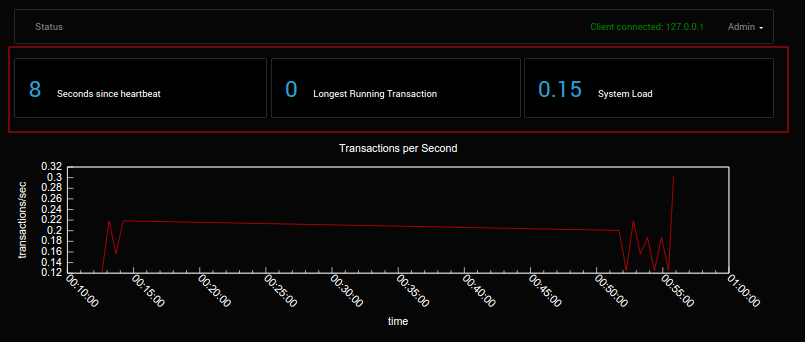 Status Client connected: 127.0.0.1 Admin
8 Seconds since heartbeat 0 Longest Running Transaction 0.15 System Load
Transactions per Second
transactions/sec
0.32
0.3
0.28
0.26
0.24
0.22
0.2
0.18
0.16
0.14
0.12
00:10:00 00:15:00 00:20:00 00:25:00 00:30:00 00:35:00 00:40:00 00:45:00 00:50:00 00:55:00 01:00:00
time